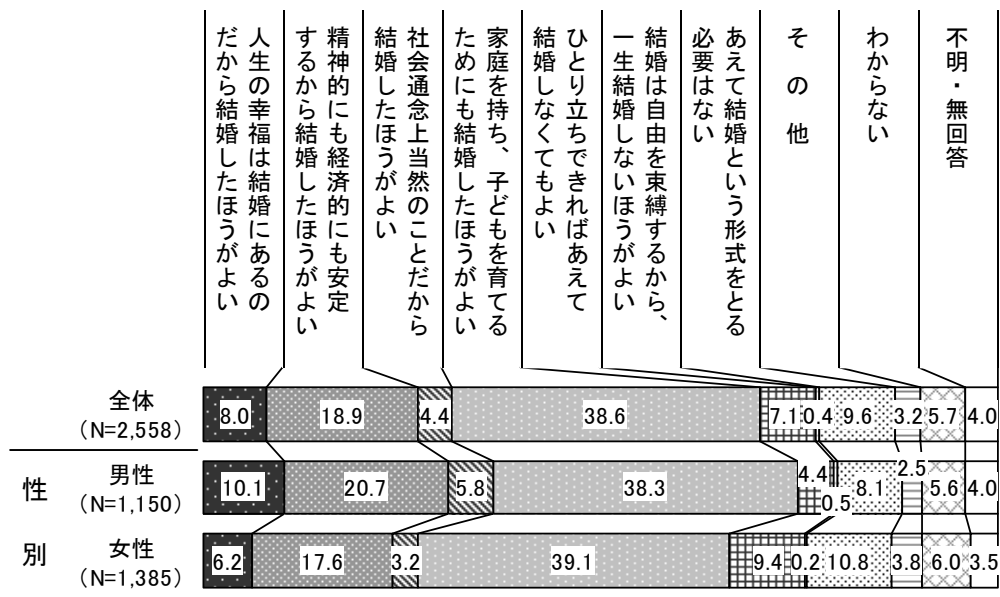 人生の幸福は結婚にあるの
だから結婚したほうがよい
精神的にも経済的にも安定
するから結婚したほうがよい
社会通念上当然のことだから
結婚したほうがよい
家庭を持ち、子どもを育てる
ためにも結婚したほうがよい
ひとり立ちできればあえて
結婚しなくてもよい
結婚は自由を束縛するから、
一生結婚しないほうがよい
あえて結婚という形式をとる
必要はない
その他
わからない
不明・無回答
全体
（N=2,558）
8.0 18.9 4.4 38.6 7.1 0.4 9.6 3.2 5.7 4.0
性別
男性
（N=1,150）
10.1 20.7 5.8 38.3 4.4 0.5 8.1 2.5 5.6 4.0
女性
（N=1,385）
6.2 17.6 3.2 39.1 9.4 0.2 10.8 3.8 6.0 3.5